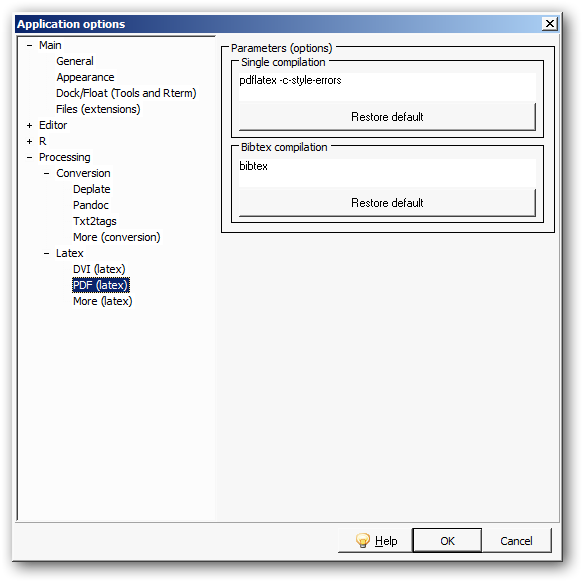 Application options
Main
General
Appearance
Dock/Float (Tools and Rterm)
Files (extensions)
Editor
R
Processing
Conversion
Deplate
Pandoc
Txt2tags
More (conversion)
Latex
DVI (latex)
PDF (latex)
More (latex)
Parameters (options)
Single compilation
pdflatex -c-style-errors
Restore default
Bibtex compilation
bibtex
Restore default
Help
OK
Cancel